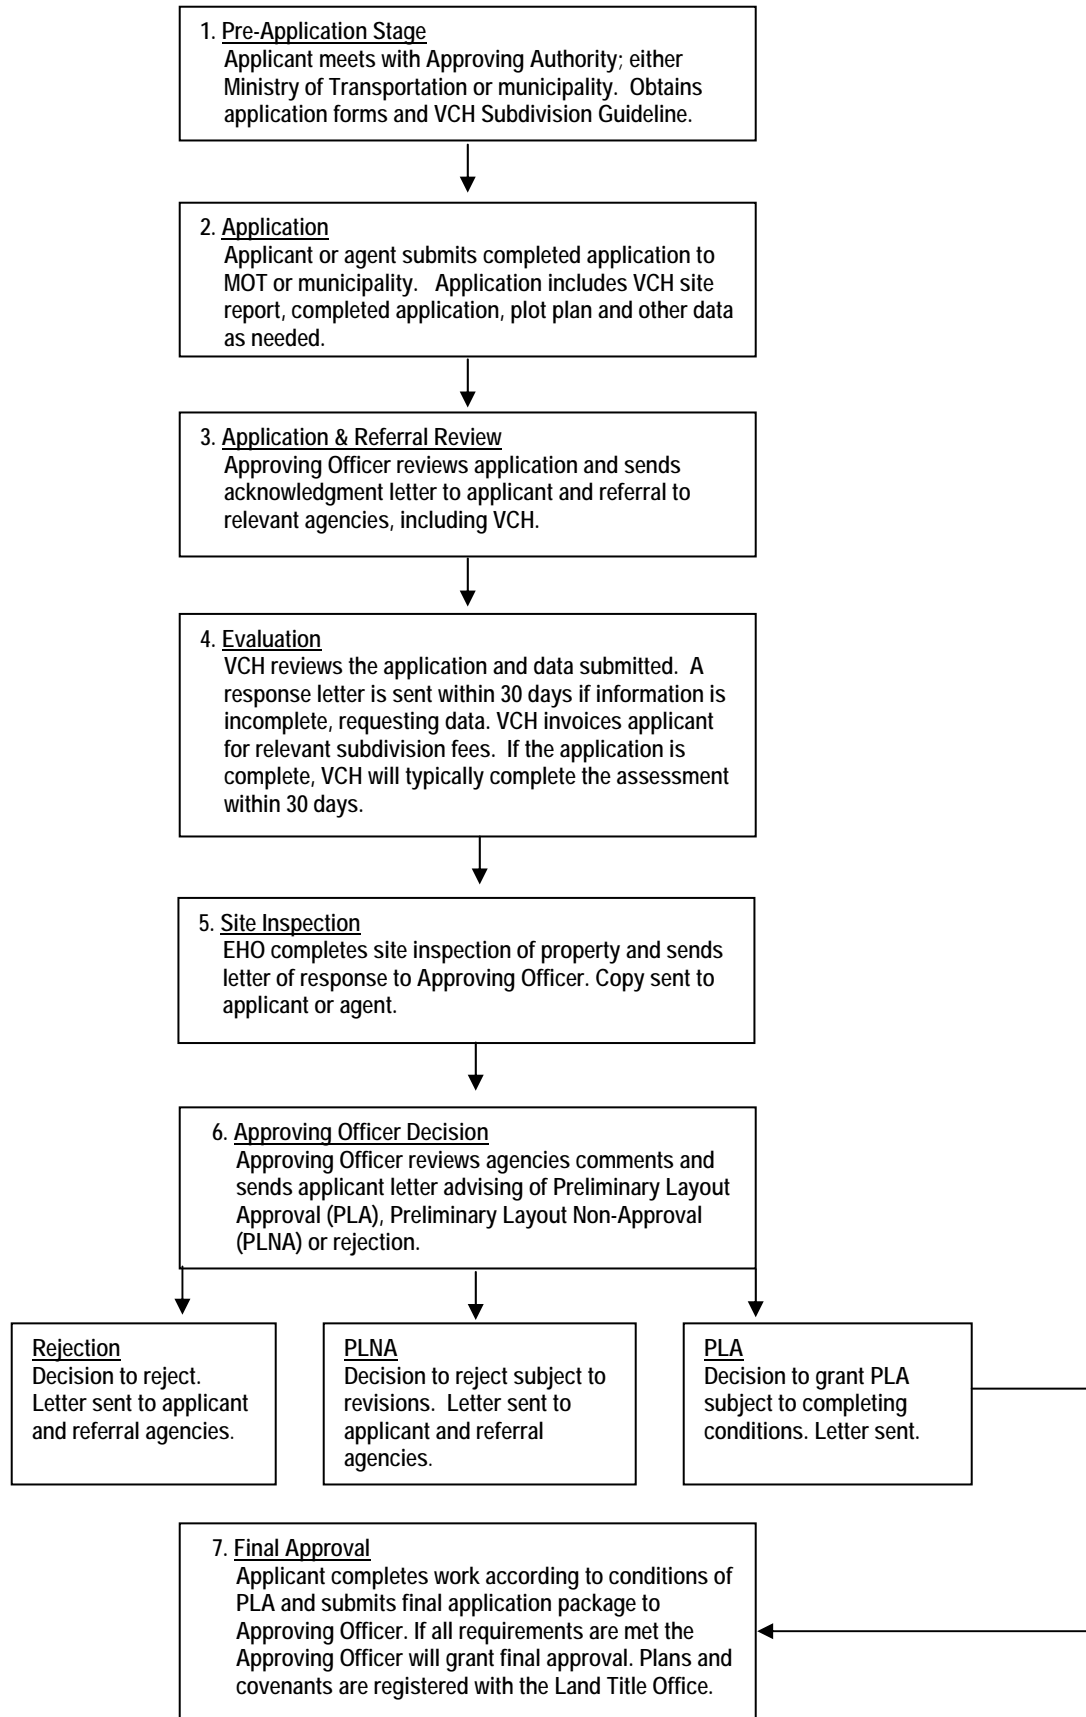 1. Pre-Application Stage
Applicant meets with Approving Authority; either
Ministry of Transportation or municipality. Obtains
application forms and VCH Subdivision Guideline.
2. Application
Applicant or agent submits completed application to
MOT or municipality. Application includes VCH site
report, completed application, plot plan and other data
as needed.
3. Application & Referral Review
Approving Officer reviews application and sends
acknowledgment letter to applicant and referral to
relevant agencies, including VCH.
4. Evaluation
VCH reviews the application and data submitted. A
response letter is sent within 30 days if information is
incomplete, requesting data. VCH invoices applicant
for relevant subdivision fees. If the application is
complete, VCH will typically complete the assessment
within 30 days.
5. Site Inspection
EHO completes site inspection of property and sends
letter of response to Approving Officer. Copy sent to
applicant or agent.
6. Approving Officer Decision
Approving Officer reviews agencies comments and
sends applicant letter advising of Preliminary Layout
Approval (PLA), Preliminary Layout Non-Approval
(PLNA) or rejection.
Rejection
Decision to reject.
Letter sent to applicant
and referral agencies.
PLNA
Decision to reject subject to
revisions. Letter sent to
applicant and referral
agencies.
PLA
Decision to grant PLA
subject to completing
conditions. Letter sent.
7. Final Approval
Applicant completes work according to conditions of
PLA and submits final application package to
Approving Officer. If all requirements are met the
Approving Officer will grant final approval. Plans and
covenants are registered with the Land Title Office.